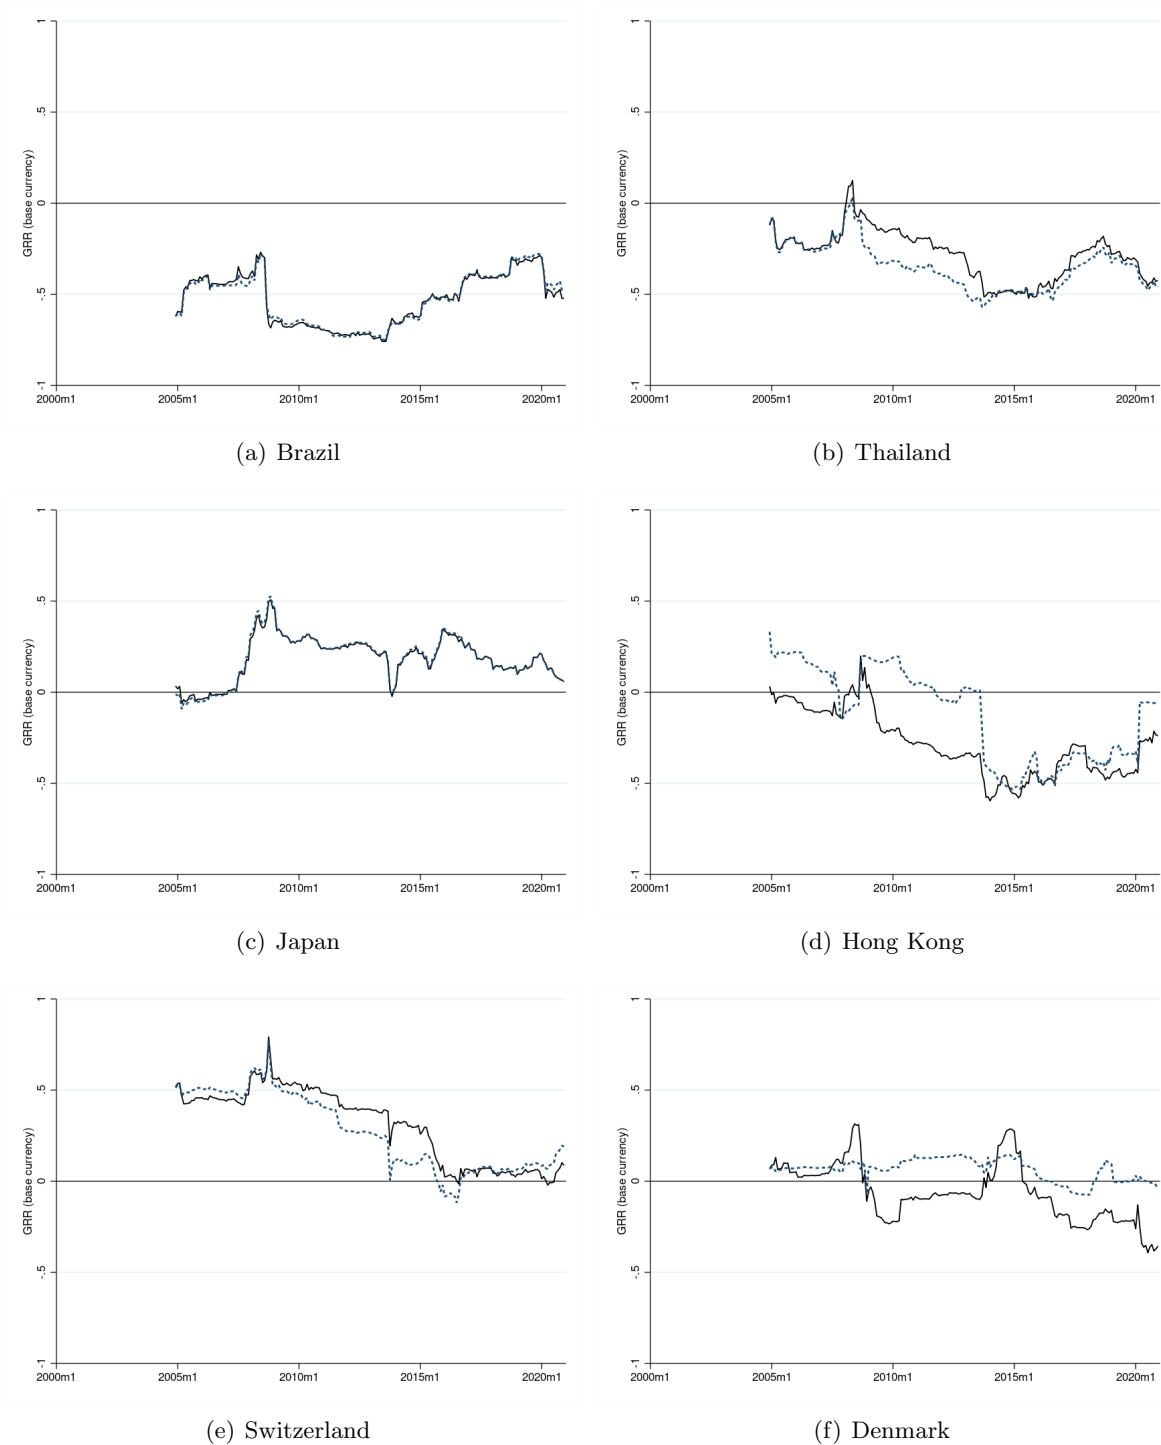 1
.5
0
-.5
-1
GRR (base currency)
2000m1 2005m1 2010m1 2015m1 2020m1
(a) Brazil
1
.5
0
-.5
-1
GRR (base currency)
2000m1 2005m1 2010m1 2015m1 2020m1
(b) Thailand
1
.5
0
-.5
-1
GRR (base currency)
2000m1 2005m1 2010m1 2015m1 2020m1
(c) Japan
1
.5
0
-.5
-1
GRR (base currency)
2000m1 2005m1 2010m1 2015m1 2020m1
(d) Hong Kong
1
.5
0
-.5
-1
GRR (base currency)
2000m1 2005m1 2010m1 2015m1 2020m1
(e) Switzerland
1
.5
0
-.5
-1
GRR (base currency)
2000m1 2005m1 2010m1 2015m1 2020m1
(f) Denmark